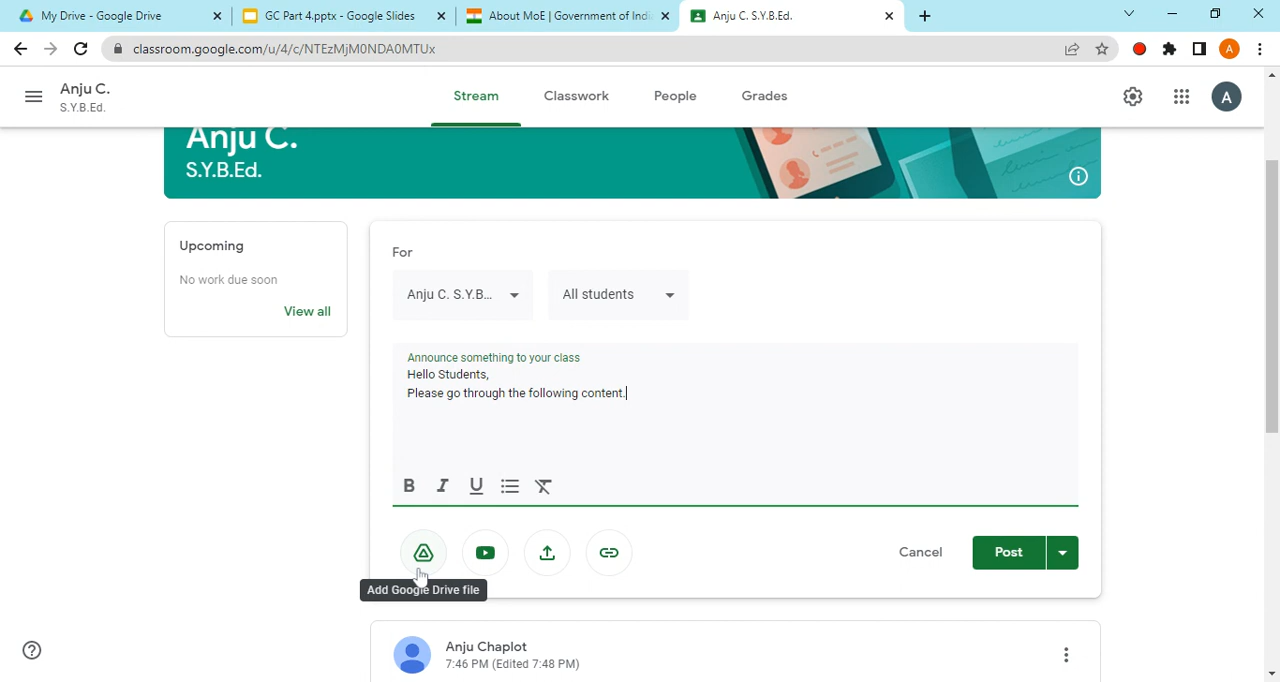 My Drive - Google Drive
GC Part 4.pptx - Google Slides
About MoE | Government of Indi
Anju C. S.Y.B.Ed.
classroom.google.com/u/4/c/NTEzMjM0NDA0MTUx
A
Anju C.
S.Y.B.Ed.
Stream
Classwork
People
Grades
A
Anju C.
S.Y.B.Ed.
Upcoming
No work due soon
View all
For
Anju C. S.Y.B...
All students
Announce something to your class
Hello Students,
Please go through the following content.
B I U
Cancel
Post
Add Google Drive file
Anju Chaplot
7:46 PM (Edited 7:48 PM)